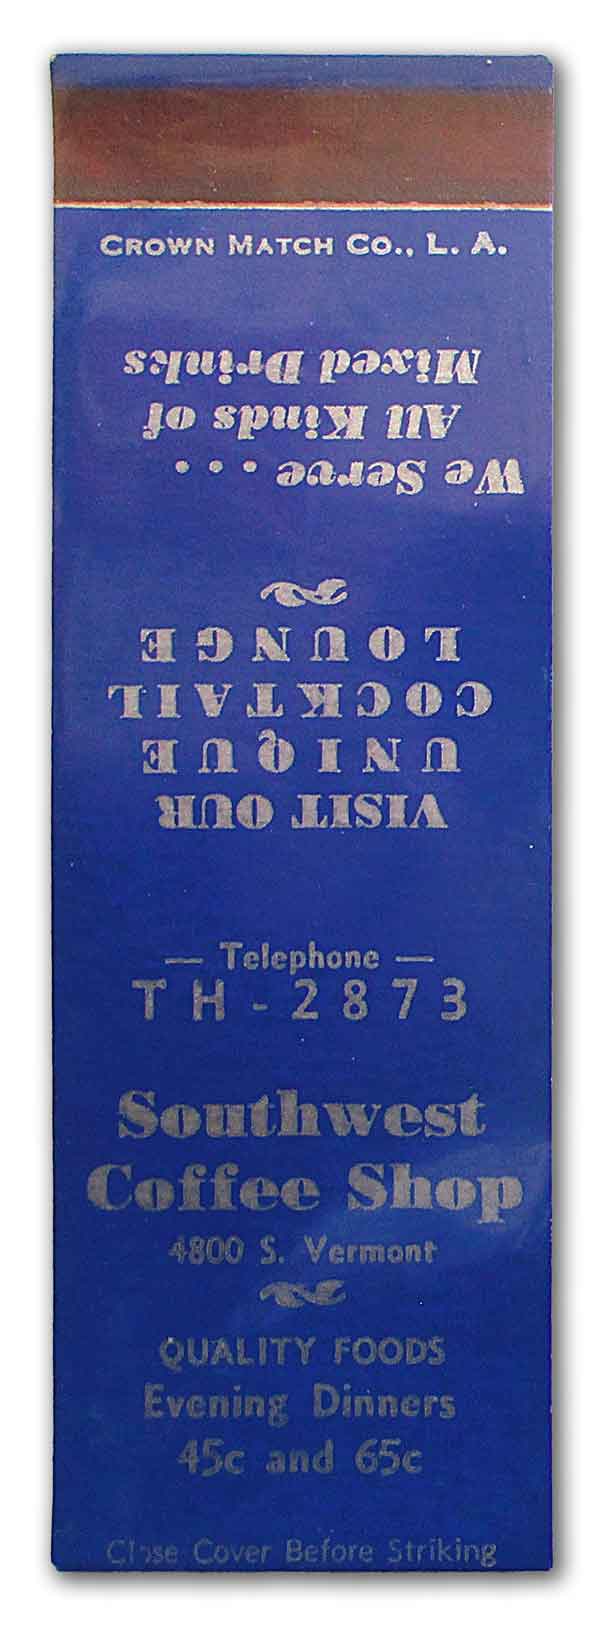 CROWN MATCH CO., L. A.
We Serve . . .
All Kinds of
Mixed Drinks
VISIT OUR
UNIQUE
COCKTAIL
LOUNGE
— Telephone —
TH-2873
Southwest
Coffee Shop
4800 S. Vermont
QUALITY FOODS
Evening Dinners
45c and 65c
Close Cover Before Striking